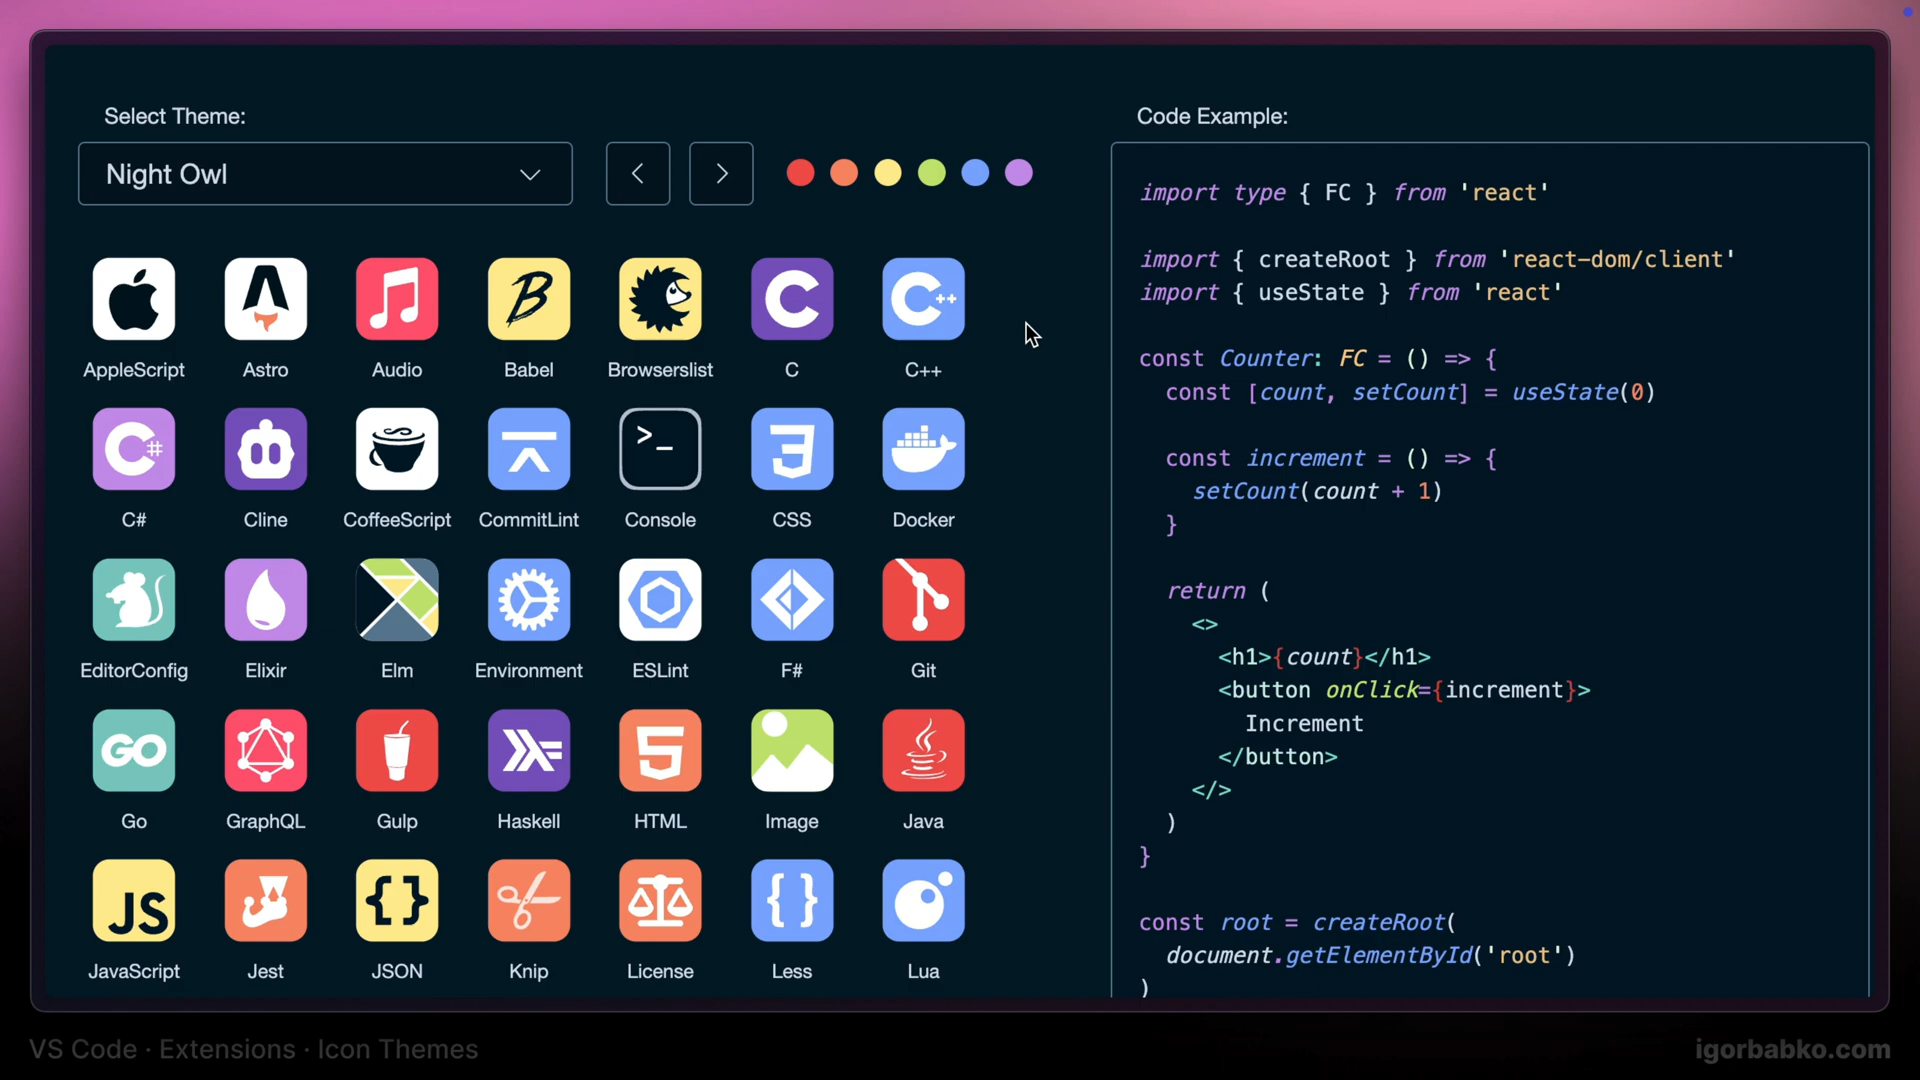 Select Theme:
Night Owl
AppleScript
Astro
Audio
Babel
Browserslist
C
C++
C#
Cline
CoffeeScript
CommitLint
Console
CSS
Docker
EditorConfig
Elixir
Elm
Environment
ESLint
F#
Git
GO
Go
GraphQL
Gulp
Haskell
5
HTML
Image
Java
JS
JavaScript
Jest
{}
JSON
Knip
License
{}
Less
Lua
Code Example:
import type { FC } from 'react'
import { createRoot } from 'react-dom/client'
import { useState } from 'react'
const Counter: FC = () => {
const [count, setCount] = useState(0)
const increment = () => {
setCount(count + 1)
}
return (
<>
<h1>{count}</h1>
<button onClick={increment}>
Increment
</button>
</>
)
}
const root = createRoot(
document.getElementById('root')
)
VS Code · Extensions · Icon Themes
igorbabko.com